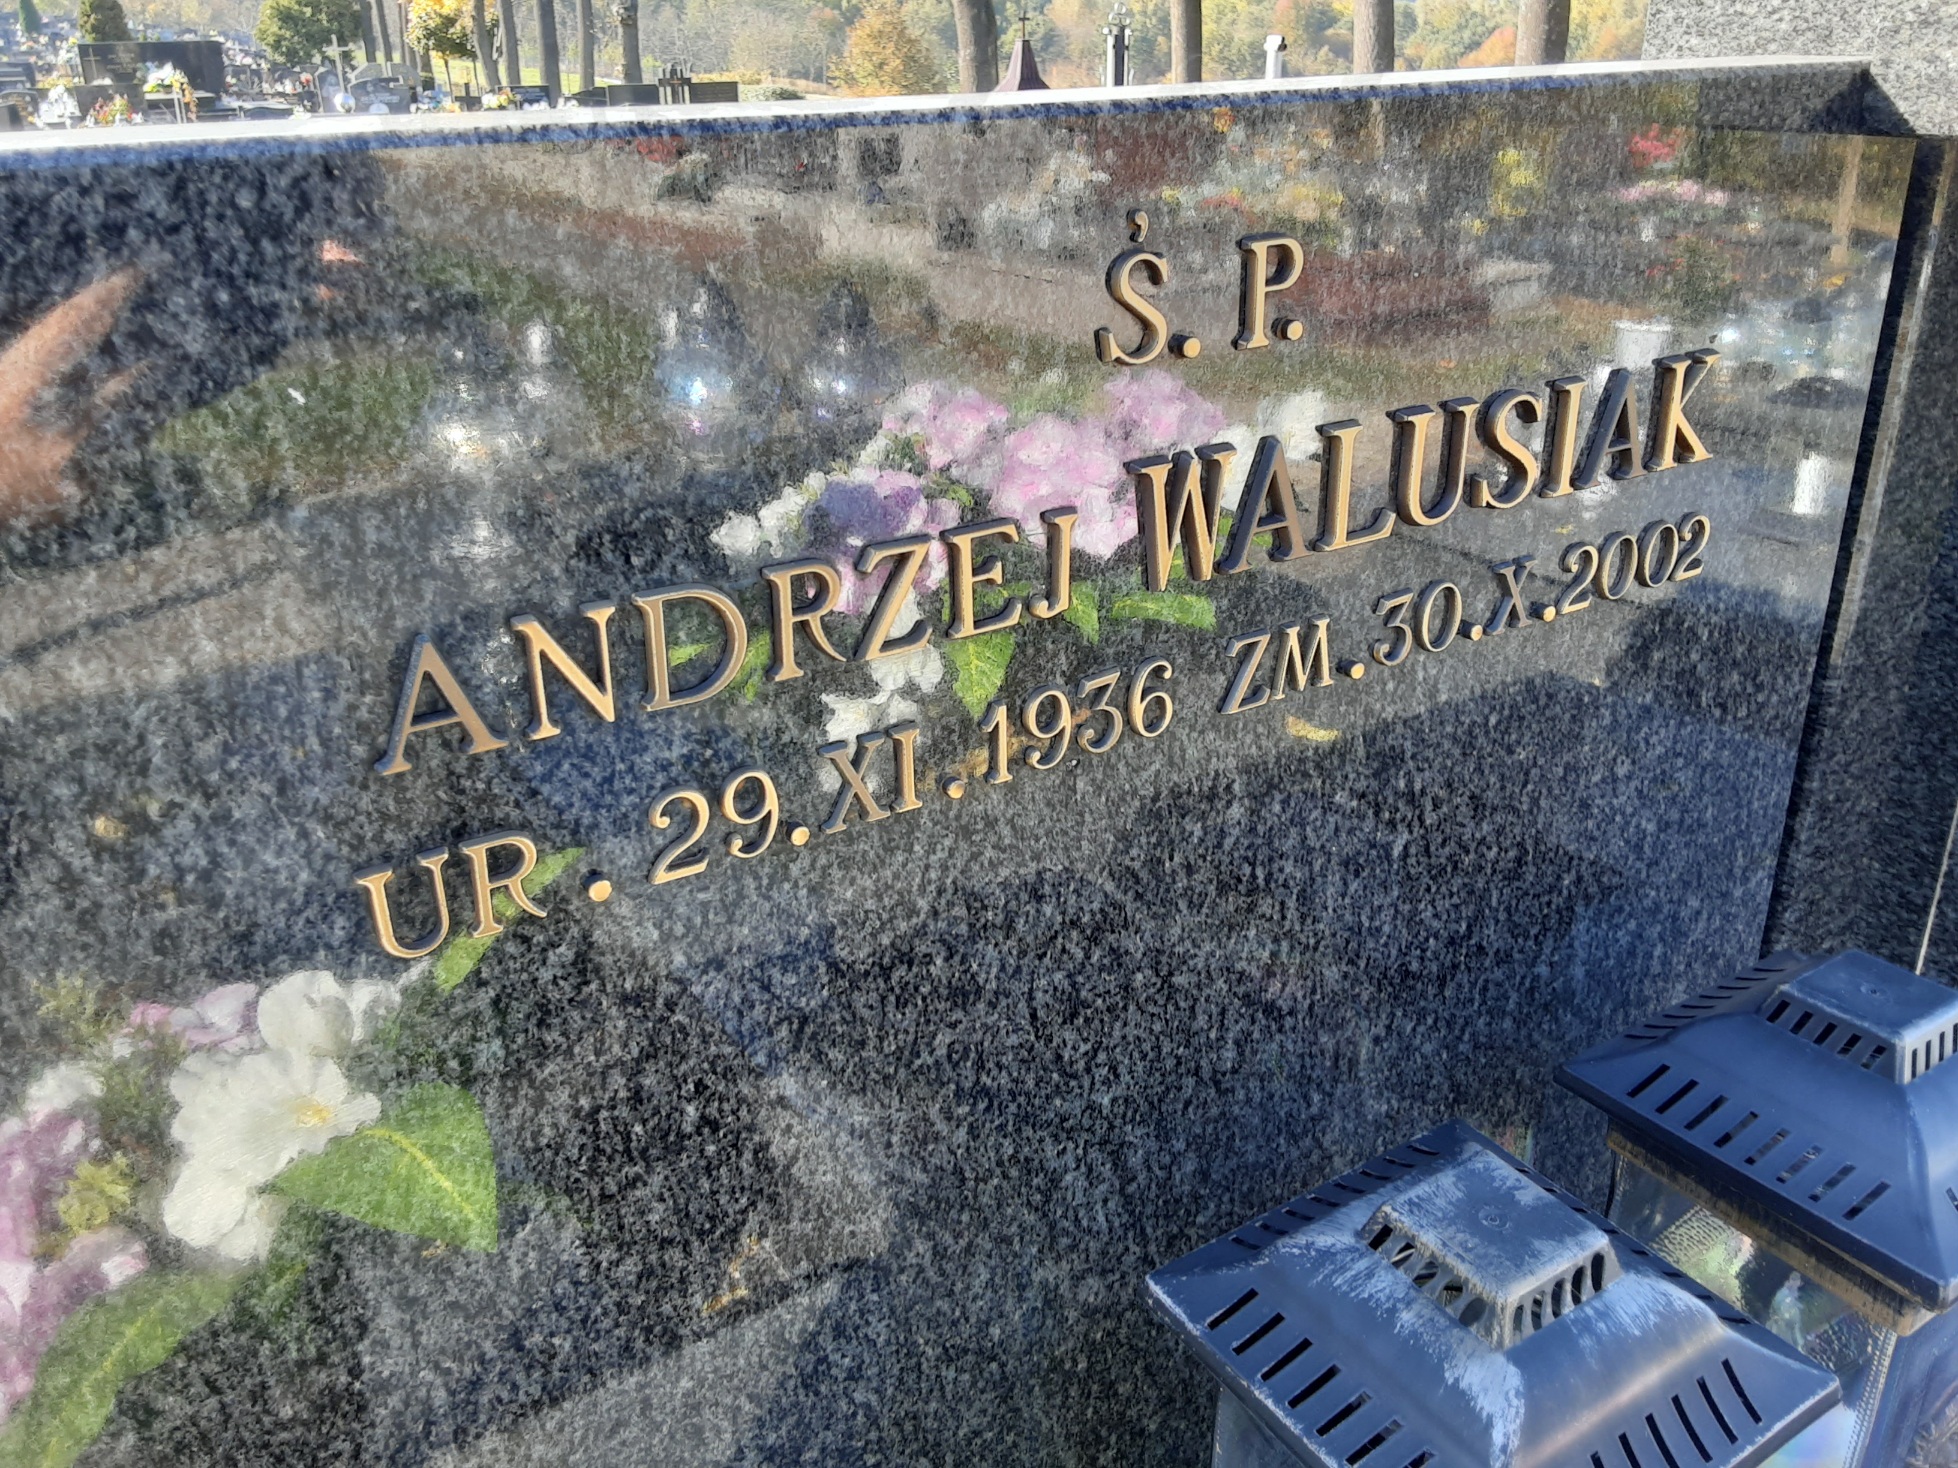 Ś. P.
ANDRZEJ WALUSIAK
UR. 29.XI.1936 ZM.30.X.2002